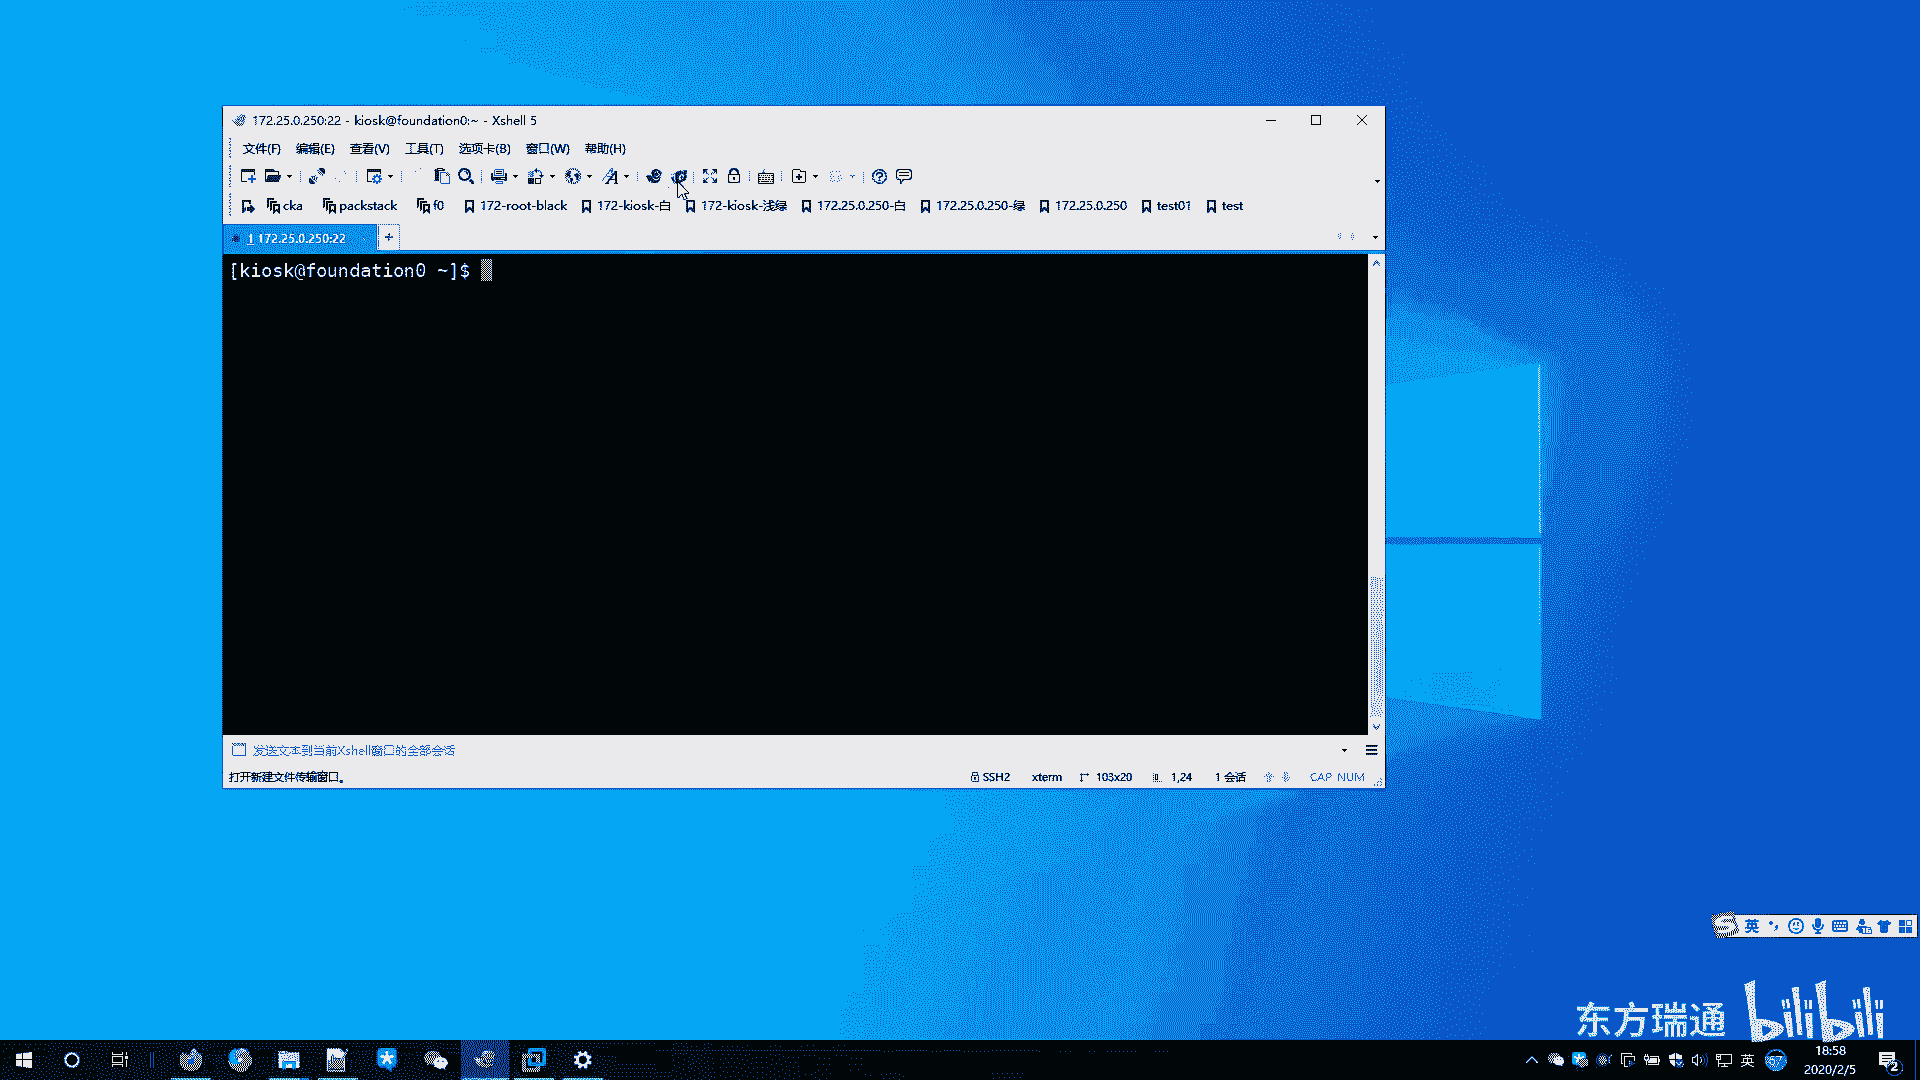 172.25.0.250:22 - kiosk@foundation0:~ - Xshell 5
文件(F) 编辑(E) 查看(V) 工具(T) 选项卡(B) 窗口(W) 帮助(H)
cka packstack f0 172-root-black 172-kiosk-白 172-kiosk-浅绿 172.25.0.250-白 172.25.0.250-绿 172.25.0.250 test01 test
1 172.25.0.250:22 +
[kiosk@foundation0 ~]$
发送文本到当前Xshell窗口的全部会话
打开新建文件传输窗口。 SSH2 xterm 103x20 1,24 1 会话 CAP NUM
英
东方瑞通 bilibili
英 57 18:58 2
2020/2/5